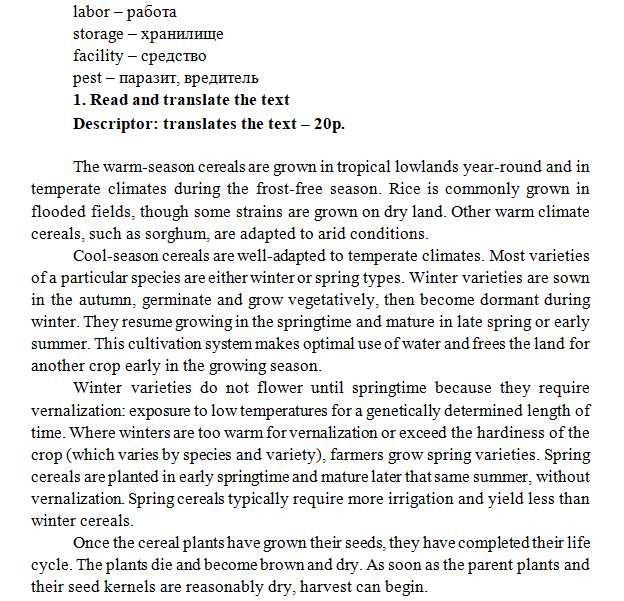 labor – работа
storage – хранилище
facility – средство
pest – паразит, вредитель
1. Read and translate the text
Descriptor: translates the text – 20p.
The warm-season cereals are grown in tropical lowlands year-round and in
temperate climates during the frost-free season. Rice is commonly grown in
flooded fields, though some strains are grown on dry land. Other warm climate
cereals, such as sorghum, are adapted to arid conditions.
Cool-season cereals are well-adapted to temperate climates. Most varieties
of a particular species are either winter or spring types. Winter varieties are sown
in the autumn, germinate and grow vegetatively, then become dormant during
winter. They resume growing in the springtime and mature in late spring or early
summer. This cultivation system makes optimal use of water and frees the land for
another crop early in the growing season.
Winter varieties do not flower until springtime because they require
vernalization: exposure to low temperatures for a genetically determined length of
time. Where winters are too warm for vernalization or exceed the hardiness of the
crop (which varies by species and variety), farmers grow spring varieties. Spring
cereals are planted in early springtime and mature later that same summer, without
vernalization. Spring cereals typically require more irrigation and yield less than
winter cereals.
Once the cereal plants have grown their seeds, they have completed their life
cycle. The plants die and become brown and dry. As soon as the parent plants and
their seed kernels are reasonably dry, harvest can begin.